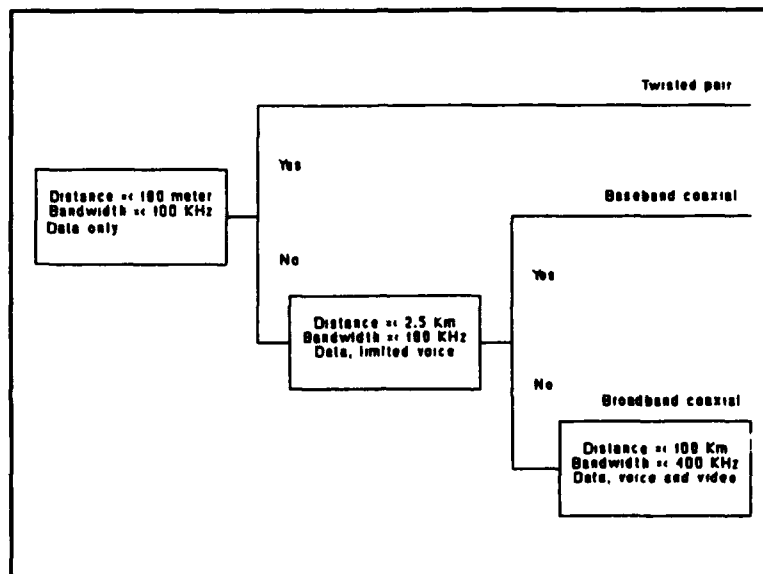 Twisted pair
Yes
Distance =< 100 meter
Bandwidth =< 100 KHz
Data only
Baseband coaxial
No
Yes
Distance =< 2.5 Km
Bandwidth =< 100 KHz
Data, limited voice
No
Broadband coaxial
Distance =< 100 Km
Bandwidth =< 400 KHz
Data, voice and video